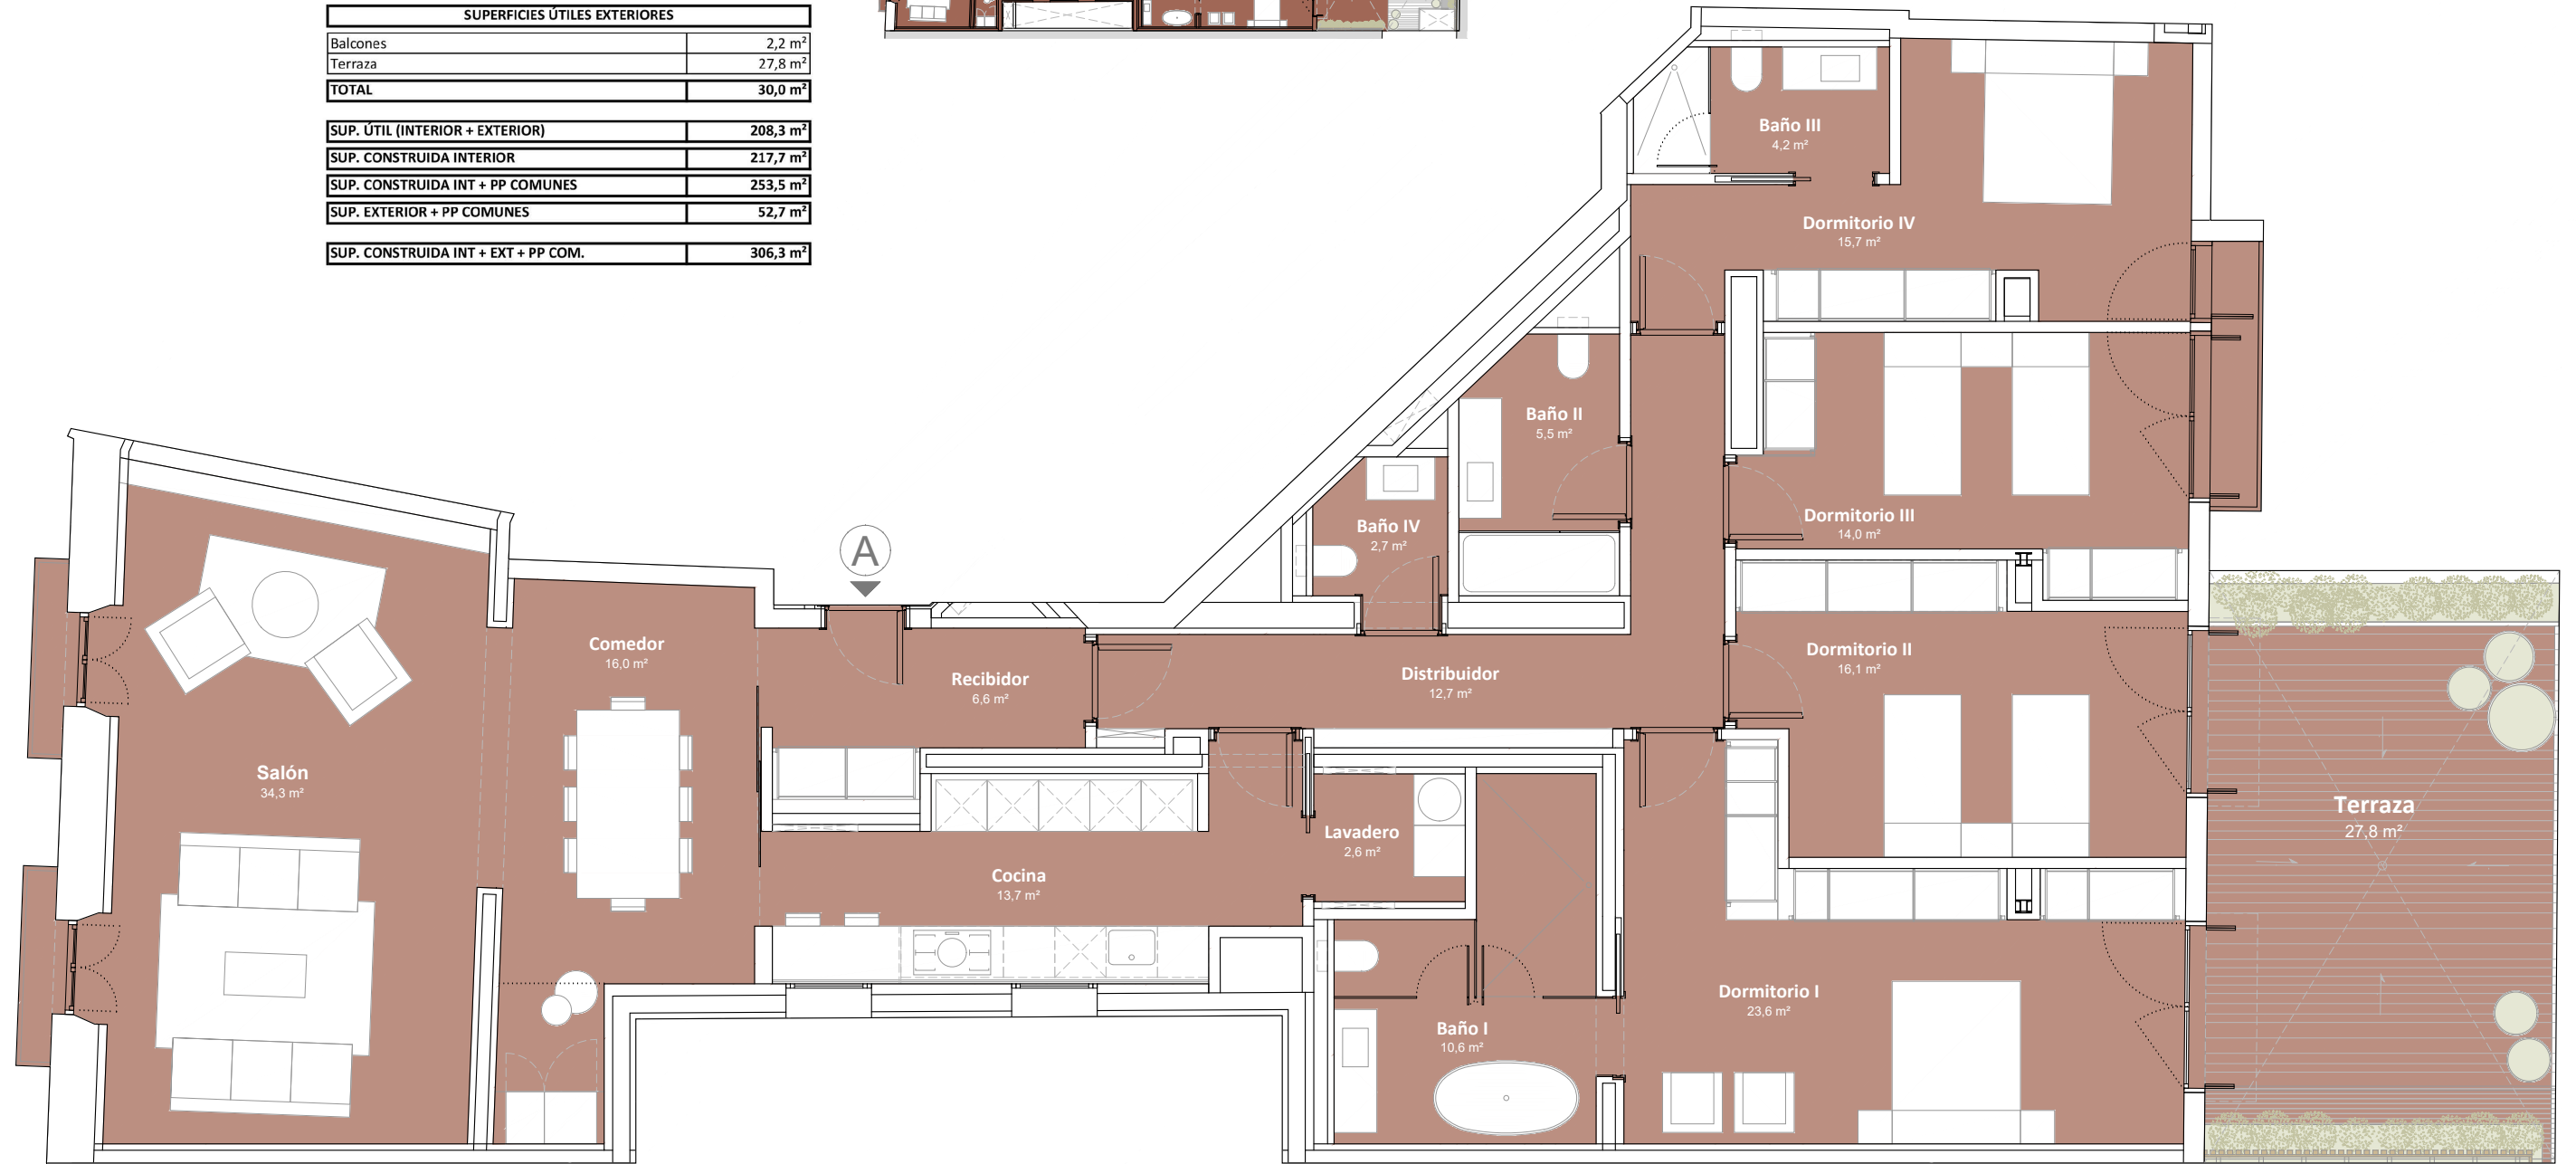 SUPERFICIES ÚTILES EXTERIORES
Balcones 2,2 m²
Terraza 27,8 m²
TOTAL 30,0 m²
SUP. ÚTIL (INTERIOR + EXTERIOR) 208,3 m²
SUP. CONSTRUIDA INTERIOR 217,7 m²
SUP. CONSTRUIDA INT + PP COMUNES 253,5 m²
SUP. EXTERIOR + PP COMUNES 52,7 m²
SUP. CONSTRUIDA INT + EXT + PP COM. 306,3 m²
Baño III
4,2 m²
Dormitorio IV
15,7 m²
Baño II
5,5 m²
Dormitorio III
14,0 m²
Baño IV
2,7 m²
A
Comedor
16,0 m²
Recibidor
6,6 m²
Distribuidor
12,7 m²
Dormitorio II
16,1 m²
Salón
34,3 m²
Terraza
27,8 m²
Lavadero
2,6 m²
Cocina
13,7 m²
Dormitorio I
23,6 m²
Baño I
10,6 m²